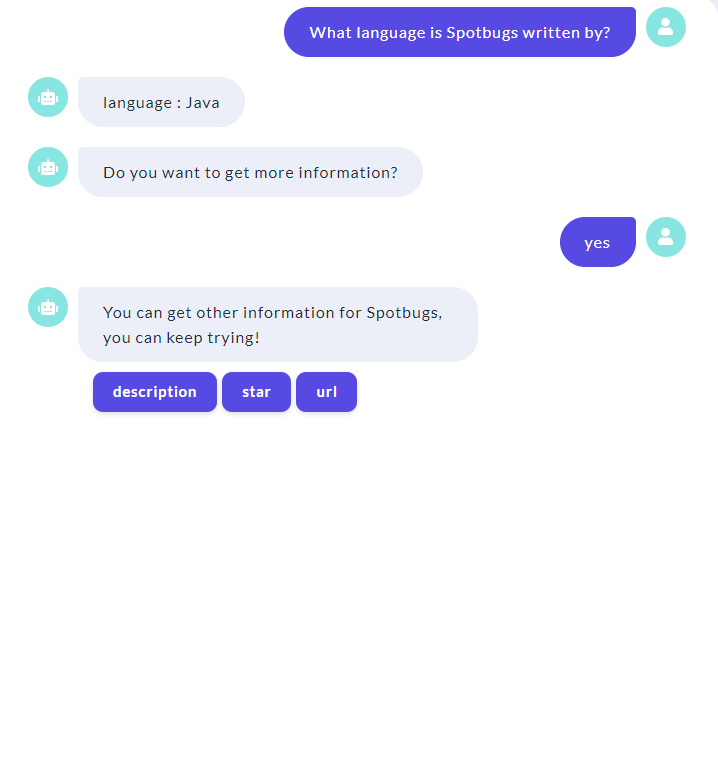 What language is Spotbugs written by?
language : Java
Do you want to get more information?
yes
You can get other information for Spotbugs,
you can keep trying!
description star url